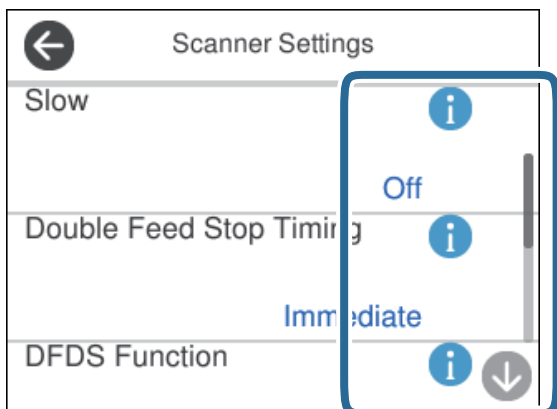 Scanner Settings
Slow
i
Off
Double Feed Stop Timing
i
Immediate
DFDS Function
i